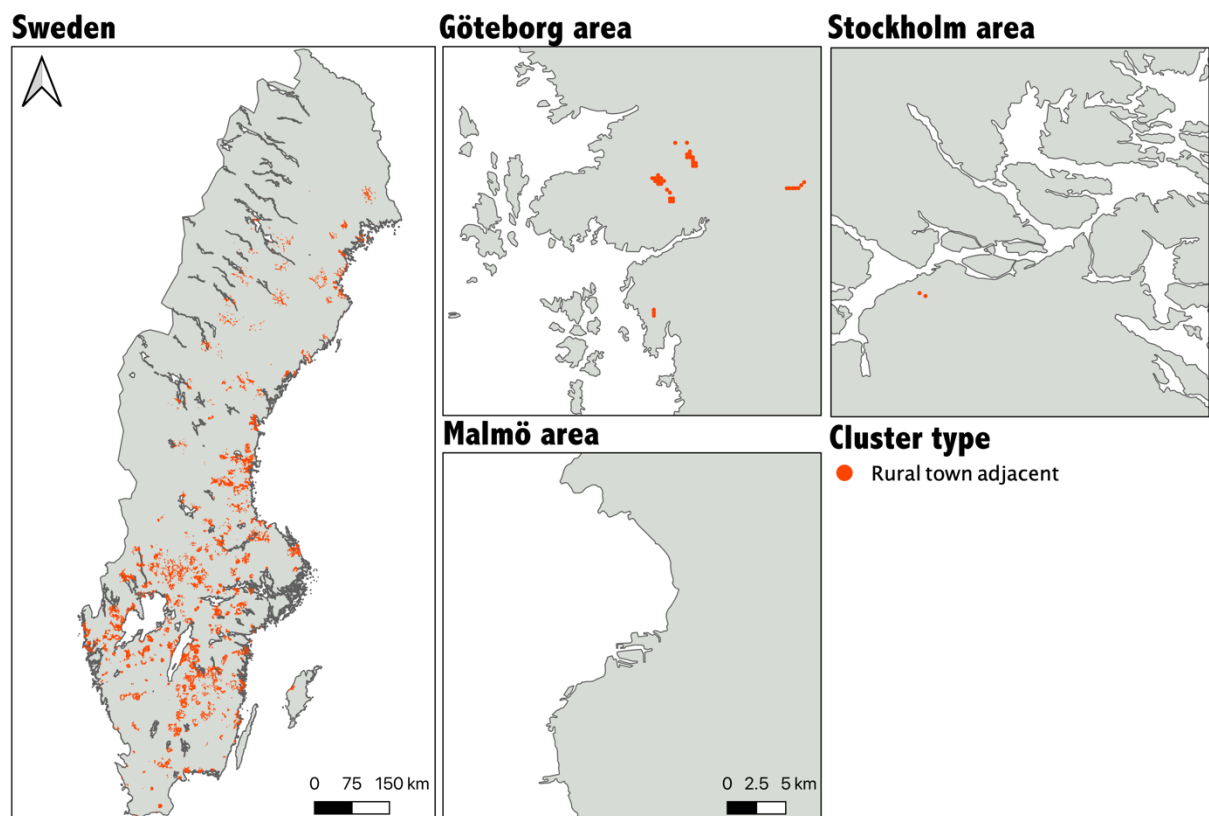 Sweden
Göteborg area
Stockholm area
Malmö area
Cluster type
Rural town adjacent
0 75 150 km
0 2.5 5 km